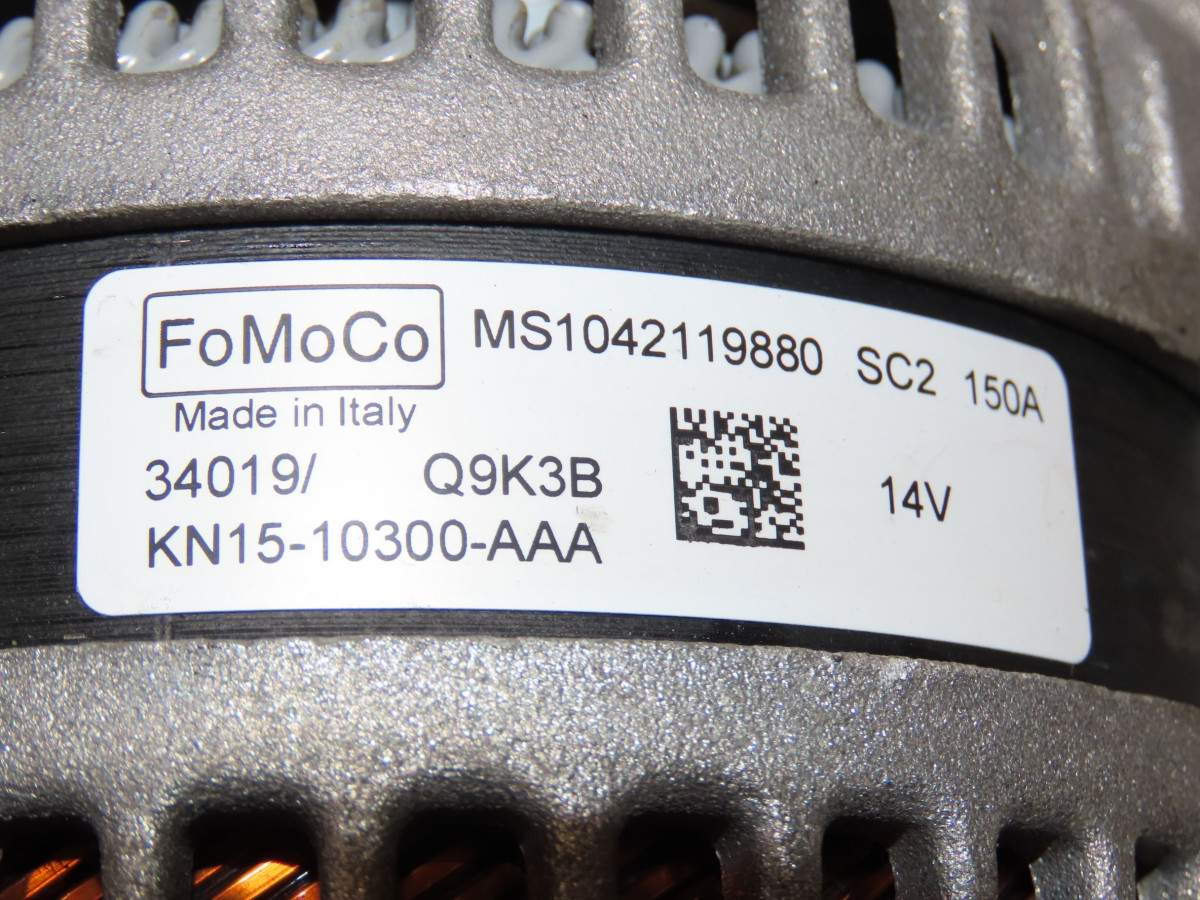 FoMoCo MS1042119880 SC2 150A
Made in Italy
34019/ Q9K3B 14V
KN15-10300-AAA